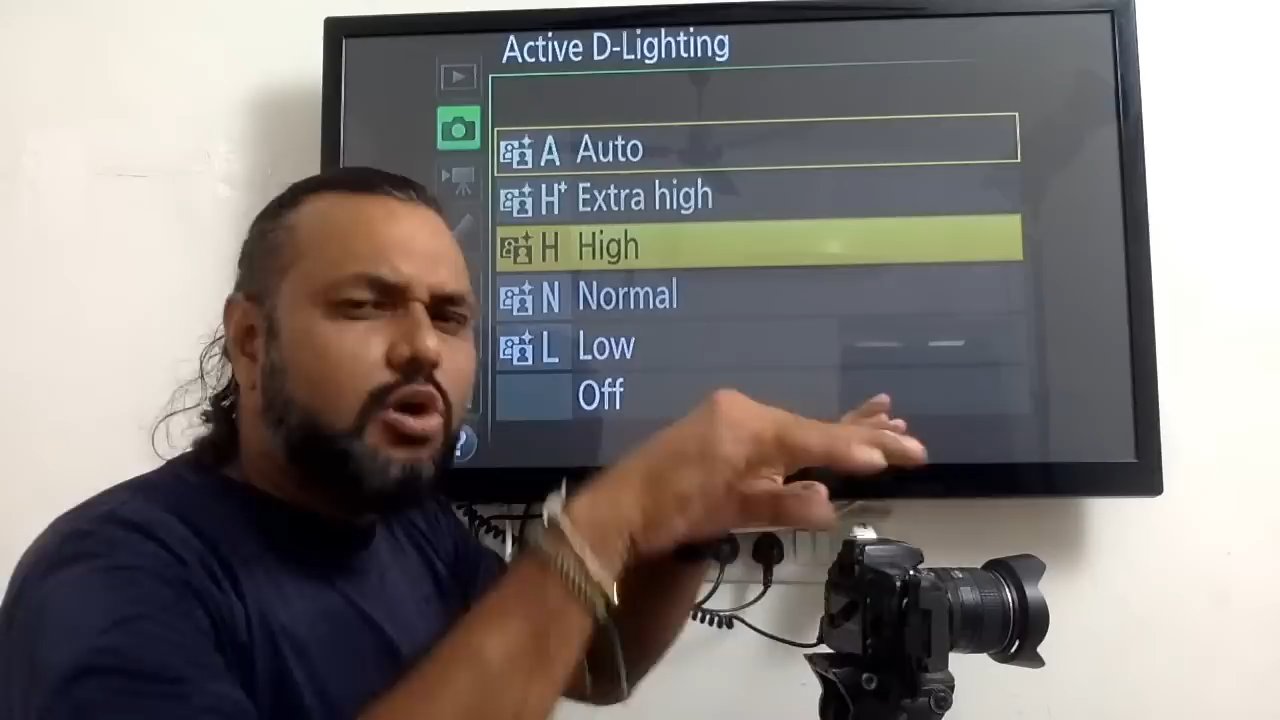 Active D-Lighting
A Auto
H+ Extra high
H High
N Normal
L Low
Off
?